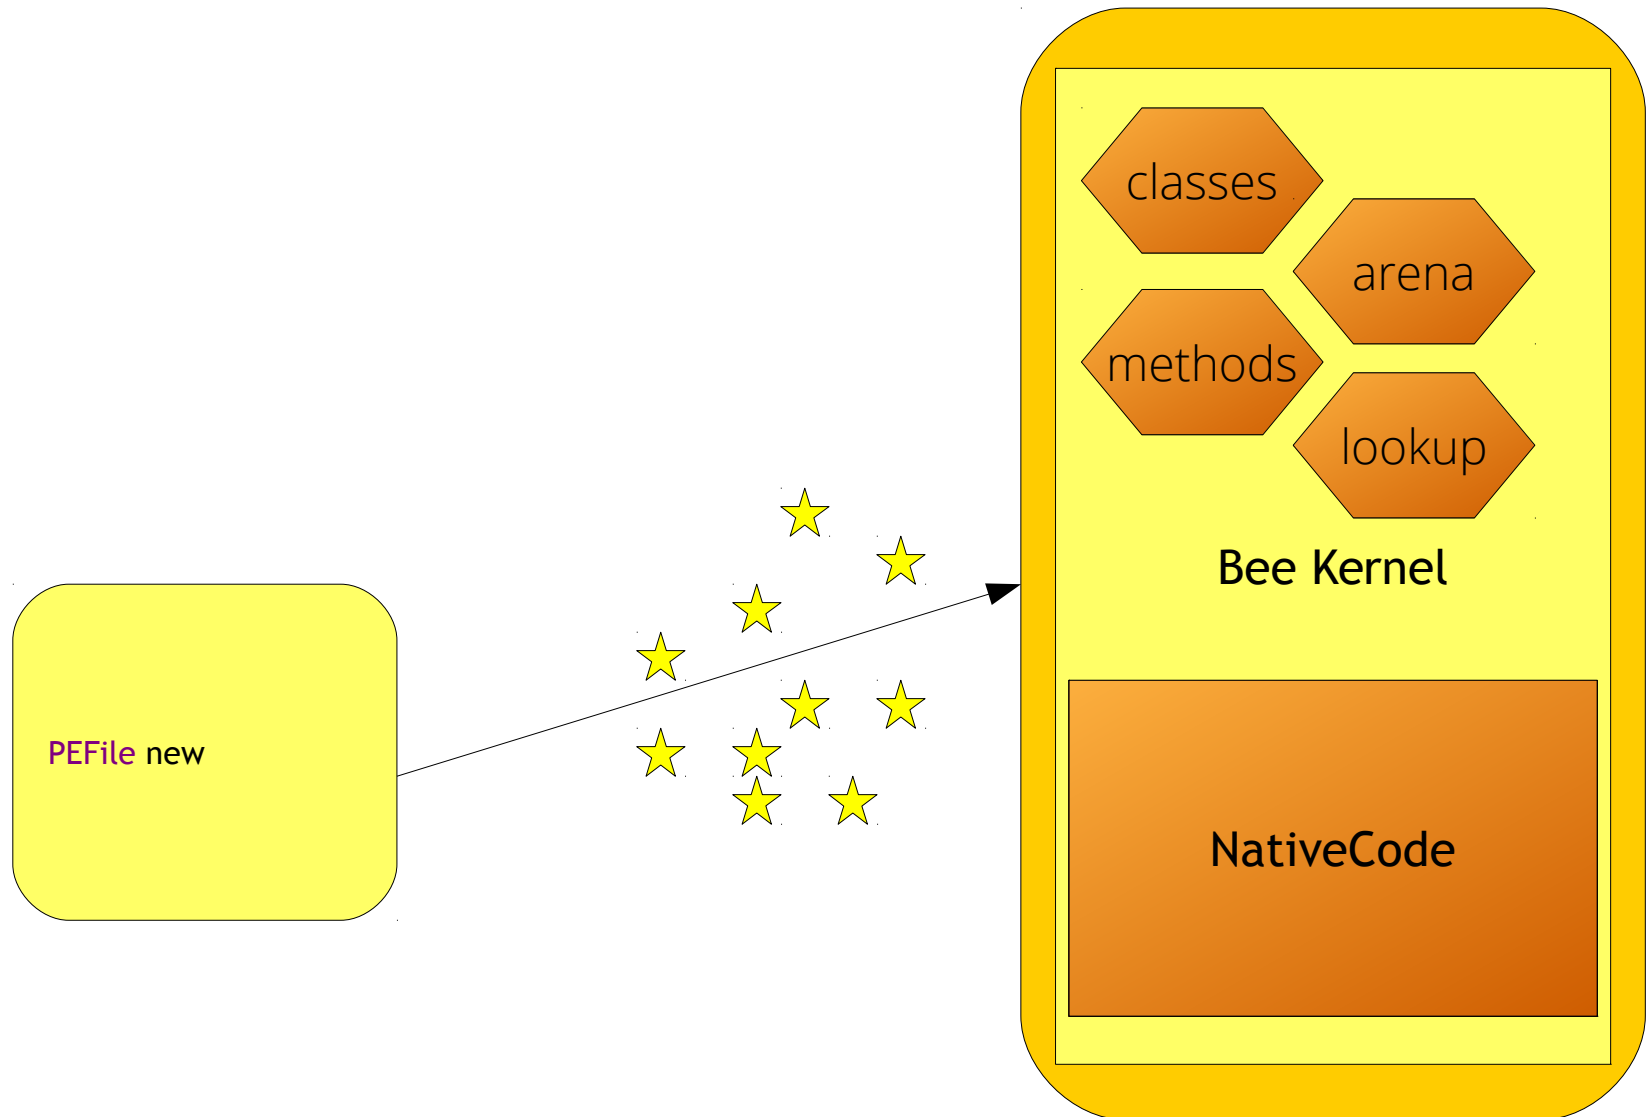 classes
arena
methods
lookup
Bee Kernel
PEFile new
NativeCode